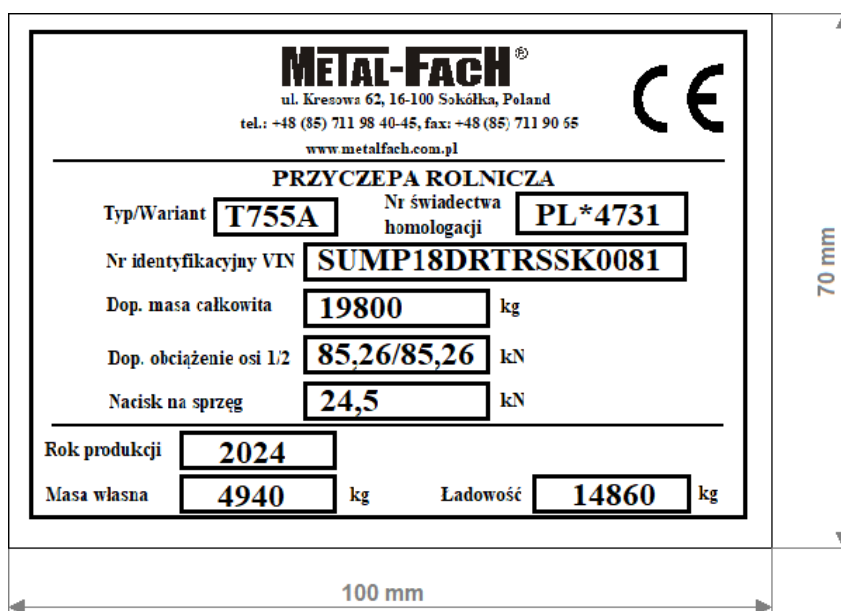 METAL-FACH®
ul. Kresowa 62, 16-100 Sokółka, Poland
tel.: +48 (85) 711 98 40-45, fax: +48 (85) 711 90 65
www.metalfach.com.pl
CE
PRZYCZEPA ROLNICZA
Typ/Wariant T755A Nr świadectwa homologacji PL*4731
Nr identyfikacyjny VIN SUMP18DRTRSSK0081
Dop. masa całkowita 19800 kg
Dop. obciążenie osi 1/2 85,26/85,26 kN
Nacisk na sprzęg 24,5 kN
Rok produkcji 2024
Masa własna 4940 kg Ładowość 14860 kg
70 mm
100 mm